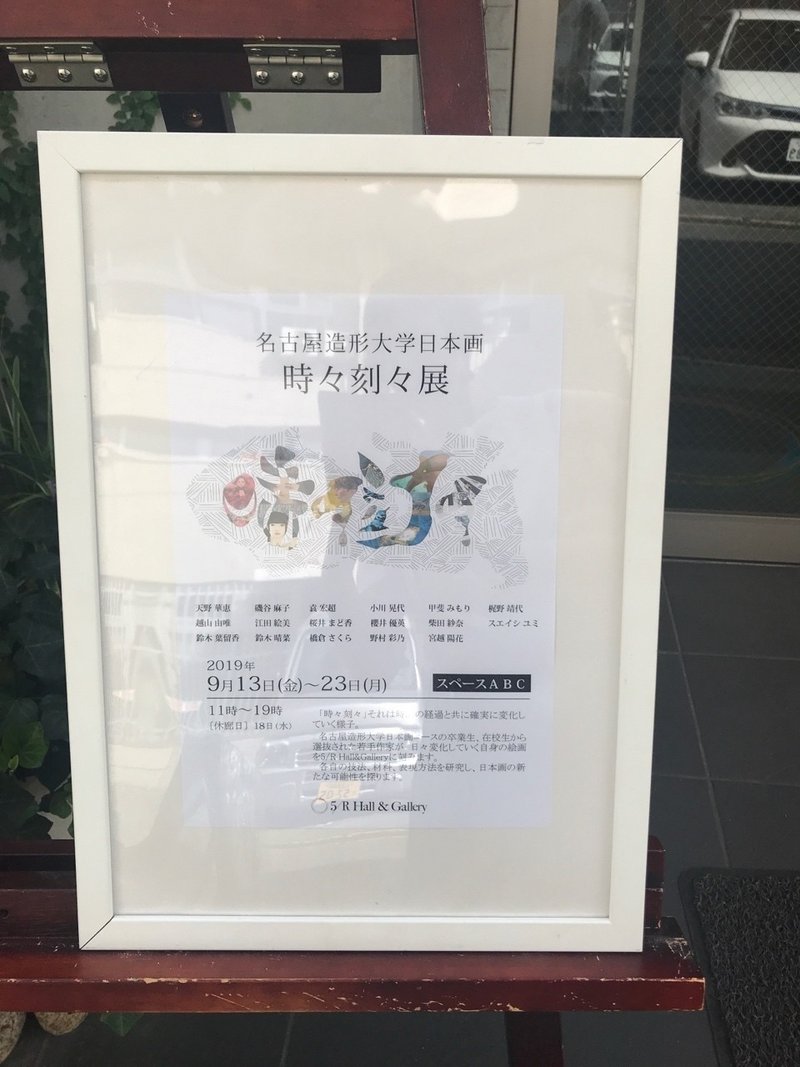 名古屋造形大学日本画
時々刻々展
天野 華恵 磯谷 麻子 袁 宏超 小川 晃代 甲斐 みもり 梶野 靖代
越山 由唯 江田 絵美 桜井 まど香 櫻井 優英 柴田 紗奈 スエイシ ユミ
鈴木 葉留香 鈴木 晴菜 橋倉 さくら 野村 彩乃 宮越 陽花
2019年
9月13日(金)〜23日(月)
スペースABC
11時〜19時
[休廊日] 18日(水)
「時々刻々」それは時 の経過と共に確実に変化し
ていく様子。
名古屋造形大学日本画コースの卒業生、在校生から
選抜された若手作家が 日々変化していく自身の絵画
を5/R Hall&Galleryに刻みます。
各自の技法、材料、表現方法を研究し、日本画の新
たな可能性を探ります。
5/R Hall & Gallery